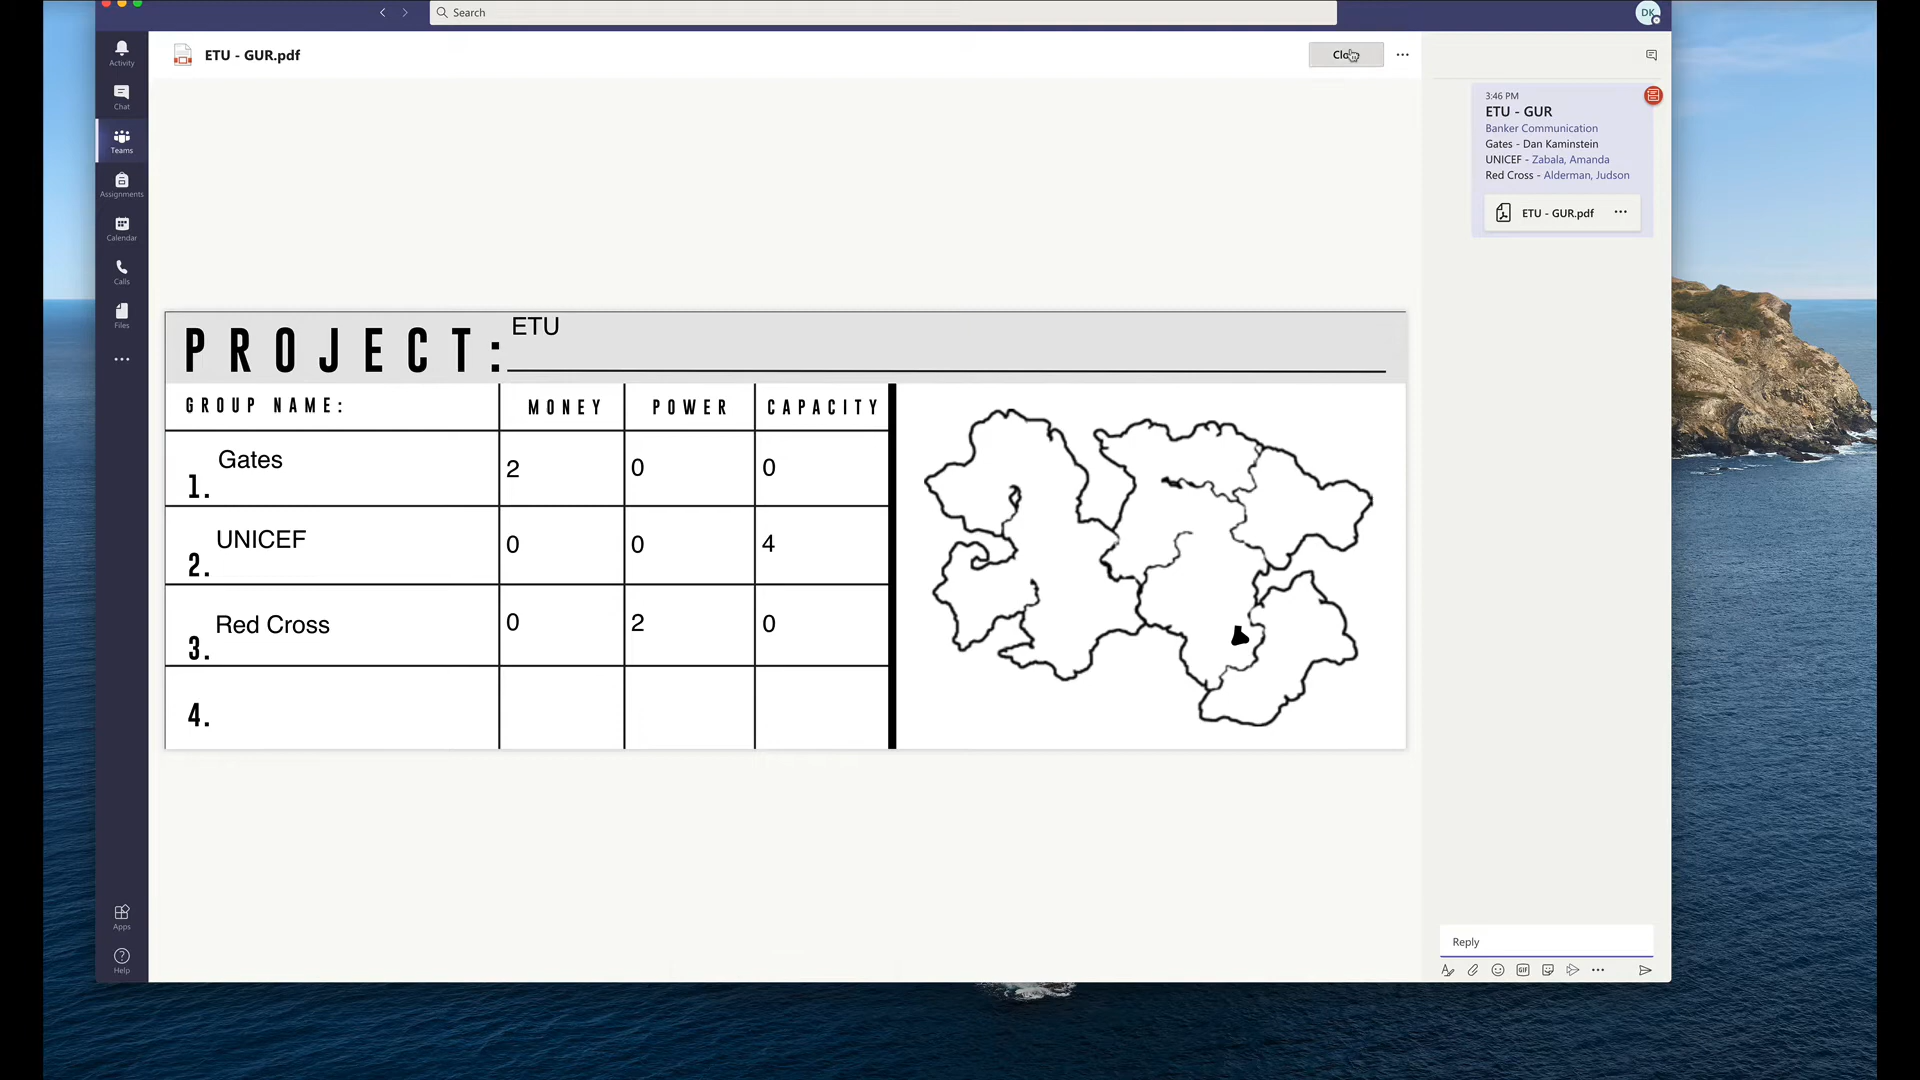 Search
DK
Activity
Chat
Teams
Assignments
Calendar
Calls
Files
Apps
Help
ETU - GUR.pdf
3:46 PM
ETU - GUR
Banker Communication
Gates - Dan Kaminstein
UNICEF - Zabala, Amanda
Red Cross - Alderman, Judson
ETU - GUR.pdf
PROJECT: ETU
GROUP NAME: MONEY POWER CAPACITY
1. Gates 2 0 0
2. UNICEF 0 0 4
3. Red Cross 0 2 0
4.
Reply
GIF